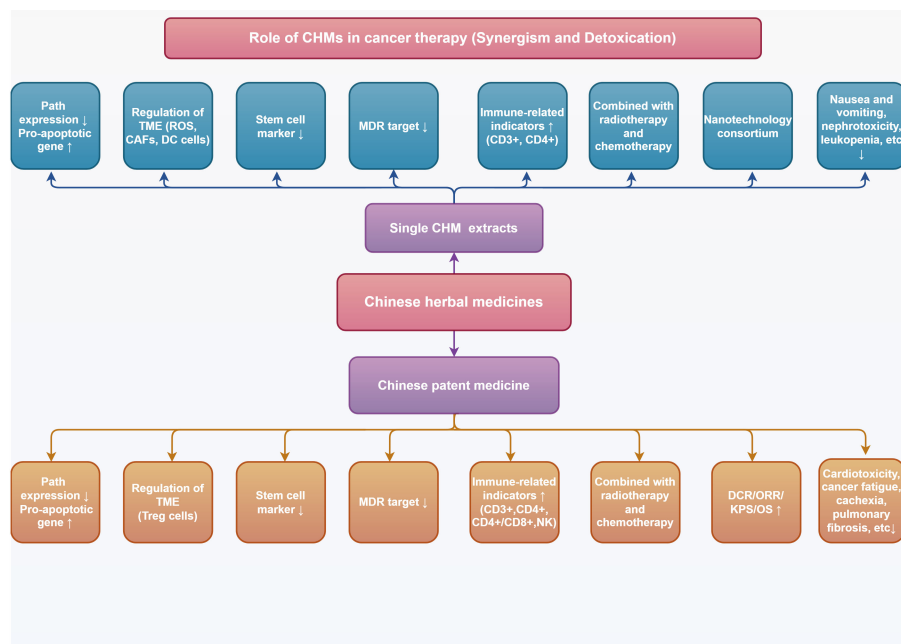 Role of CHMs in cancer therapy (Synergism and Detoxication)
Path
expression ↓
Pro-apoptotic
gene ↑
Regulation of
TME (ROS,
CAFs, DC cells)
Stem cell
marker ↓
MDR target ↓
Immune-related
indicators ↑
(CD3+, CD4+)
Combined with
radiotherapy
and
chemotherapy
Nanotechnology
consortium
Nausea and
vomiting,
nephrotoxicity,
leukopenia, etc
↓
Single CHM extracts
Chinese herbal medicines
Chinese patent medicine
Path
expression ↓
Pro-apoptotic
gene ↑
Regulation of
TME
(Treg cells)
Stem cell
marker ↓
MDR target ↓
Immune-related
indicators ↑
(CD3+,CD4+,
CD4+/CD8+,NK)
Combined with
radiotherapy
and
chemotherapy
DCR/ORR/
KPS/OS ↑
Cardiotoxicity,
cancer fatigue,
cachexia,
pulmonary
fibrosis, etc↓